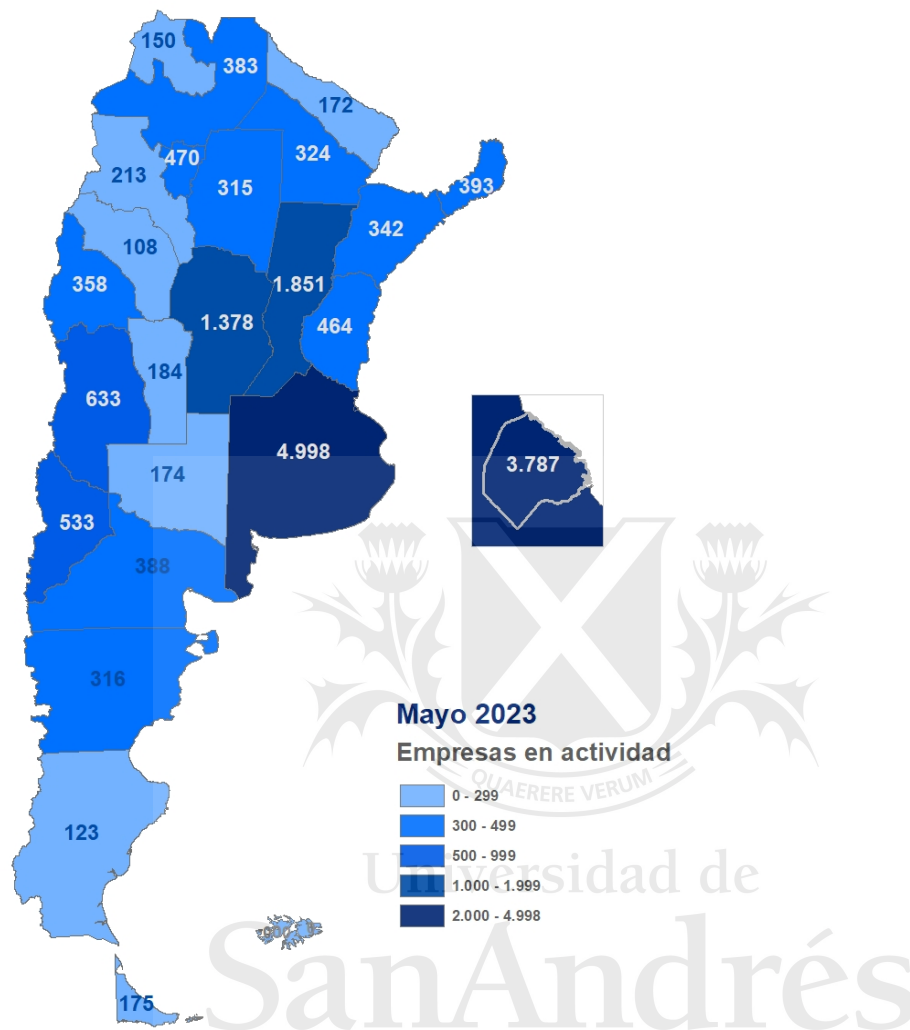 150
383
172
470
324
213
315
393
342
108
358
1.851
1.378
464
184
633
4.998
3.787
174
533
388
316
Mayo 2023
Empresas en actividad
QUAERERE VERUM
0 - 299
300 - 499
500 - 999
1.000 - 1.999
2.000 - 4.998
123
Universidad de
SanAndrés
175